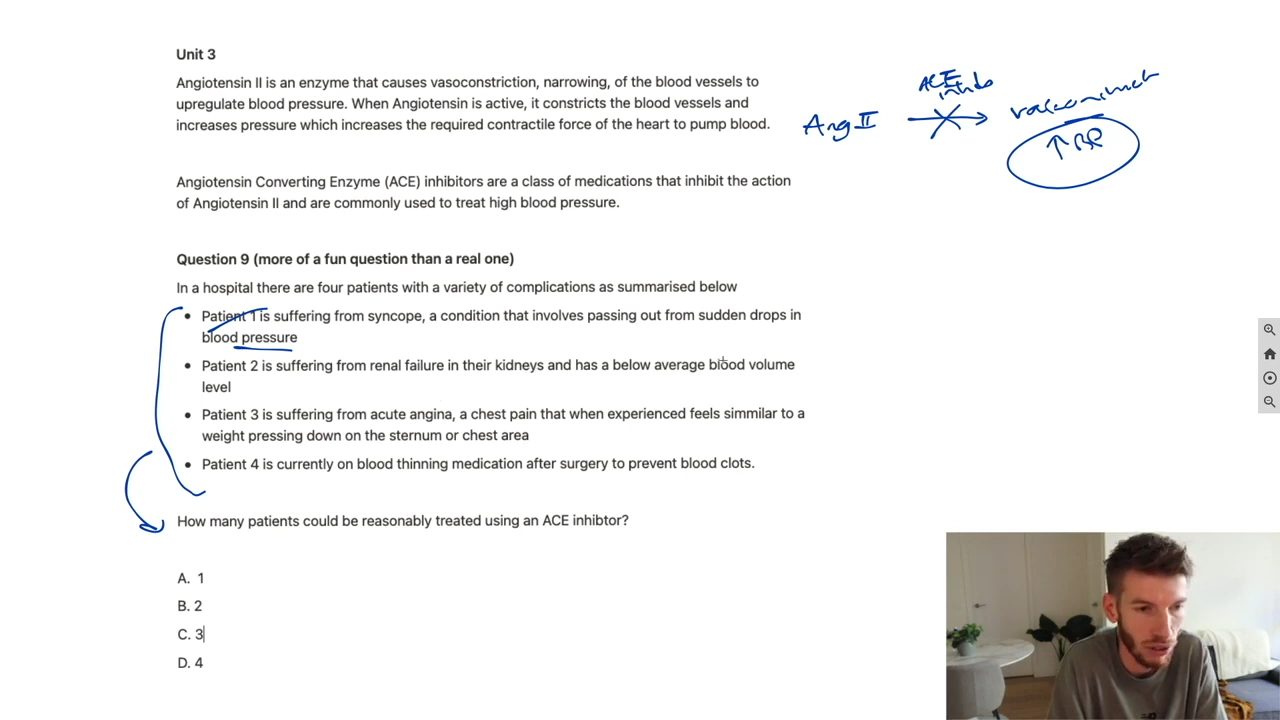 Unit 3
Angiotensin II is an enzyme that causes vasoconstriction, narrowing, of the blood vessels to
upregulate blood pressure. When Angiotensin is active, it constricts the blood vessels and
increases pressure which increases the required contractile force of the heart to pump blood.
Ang II
ACE
↑ BP
Angiotensin Converting Enzyme (ACE) inhibitors are a class of medications that inhibit the action
of Angiotensin II and are commonly used to treat high blood pressure.
Question 9 (more of a fun question than a real one)
In a hospital there are four patients with a variety of complications as summarised below
• Patient 1 is suffering from syncope, a condition that involves passing out from sudden drops in
blood pressure
• Patient 2 is suffering from renal failure in their kidneys and has a below average blood volume
level
• Patient 3 is suffering from acute angina, a chest pain that when experienced feels simmilar to a
weight pressing down on the sternum or chest area
• Patient 4 is currently on blood thinning medication after surgery to prevent blood clots.
How many patients could be reasonably treated using an ACE inhibtor?
A. 1
B. 2
C. 3
D. 4